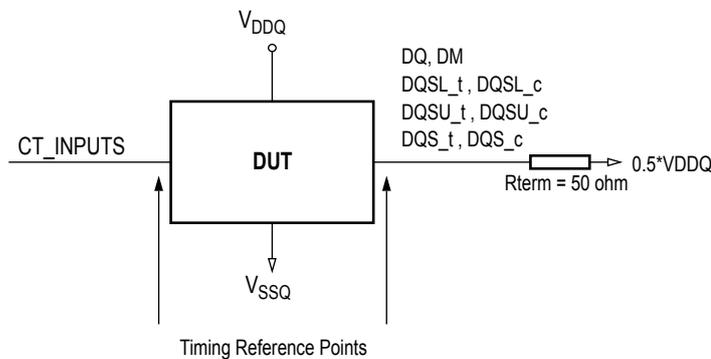 VDDQ
DQ, DM
DQSL_t , DQSL_c
DQSU_t , DQSU_c
DQS_t , DQS_c
CT_INPUTS
DUT
0.5*VDDQ
Rterm = 50 ohm
VSSQ
Timing Reference Points